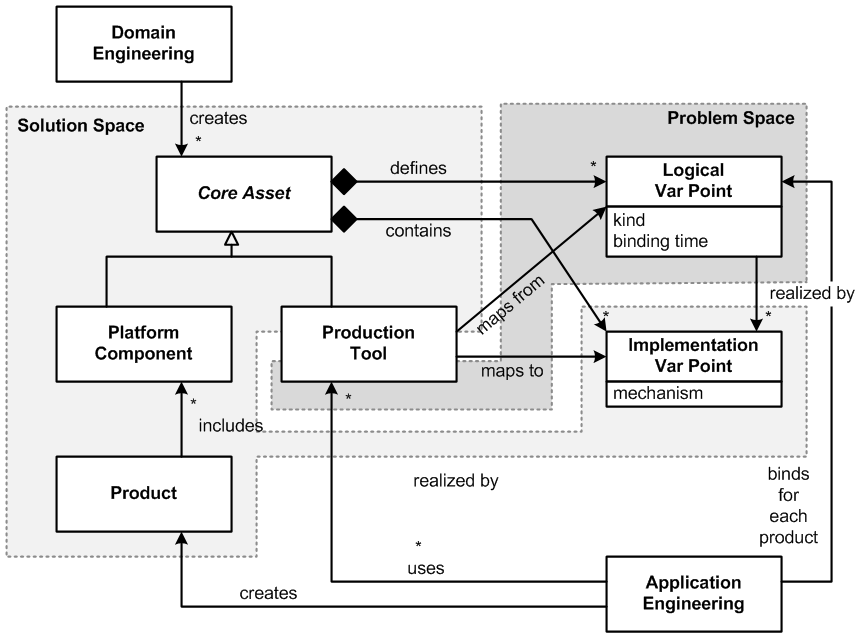 Domain
Engineering
creates
*
Solution Space
Problem Space
Core Asset
defines
*
contains
Logical
Var Point
kind
binding time
maps from
realized by
*
*
Platform
Component
Production
Tool
maps to
Implementation
Var Point
mechanism
*
includes
*
Product
realized by
binds
for
each
product
*
uses
creates
Application
Engineering